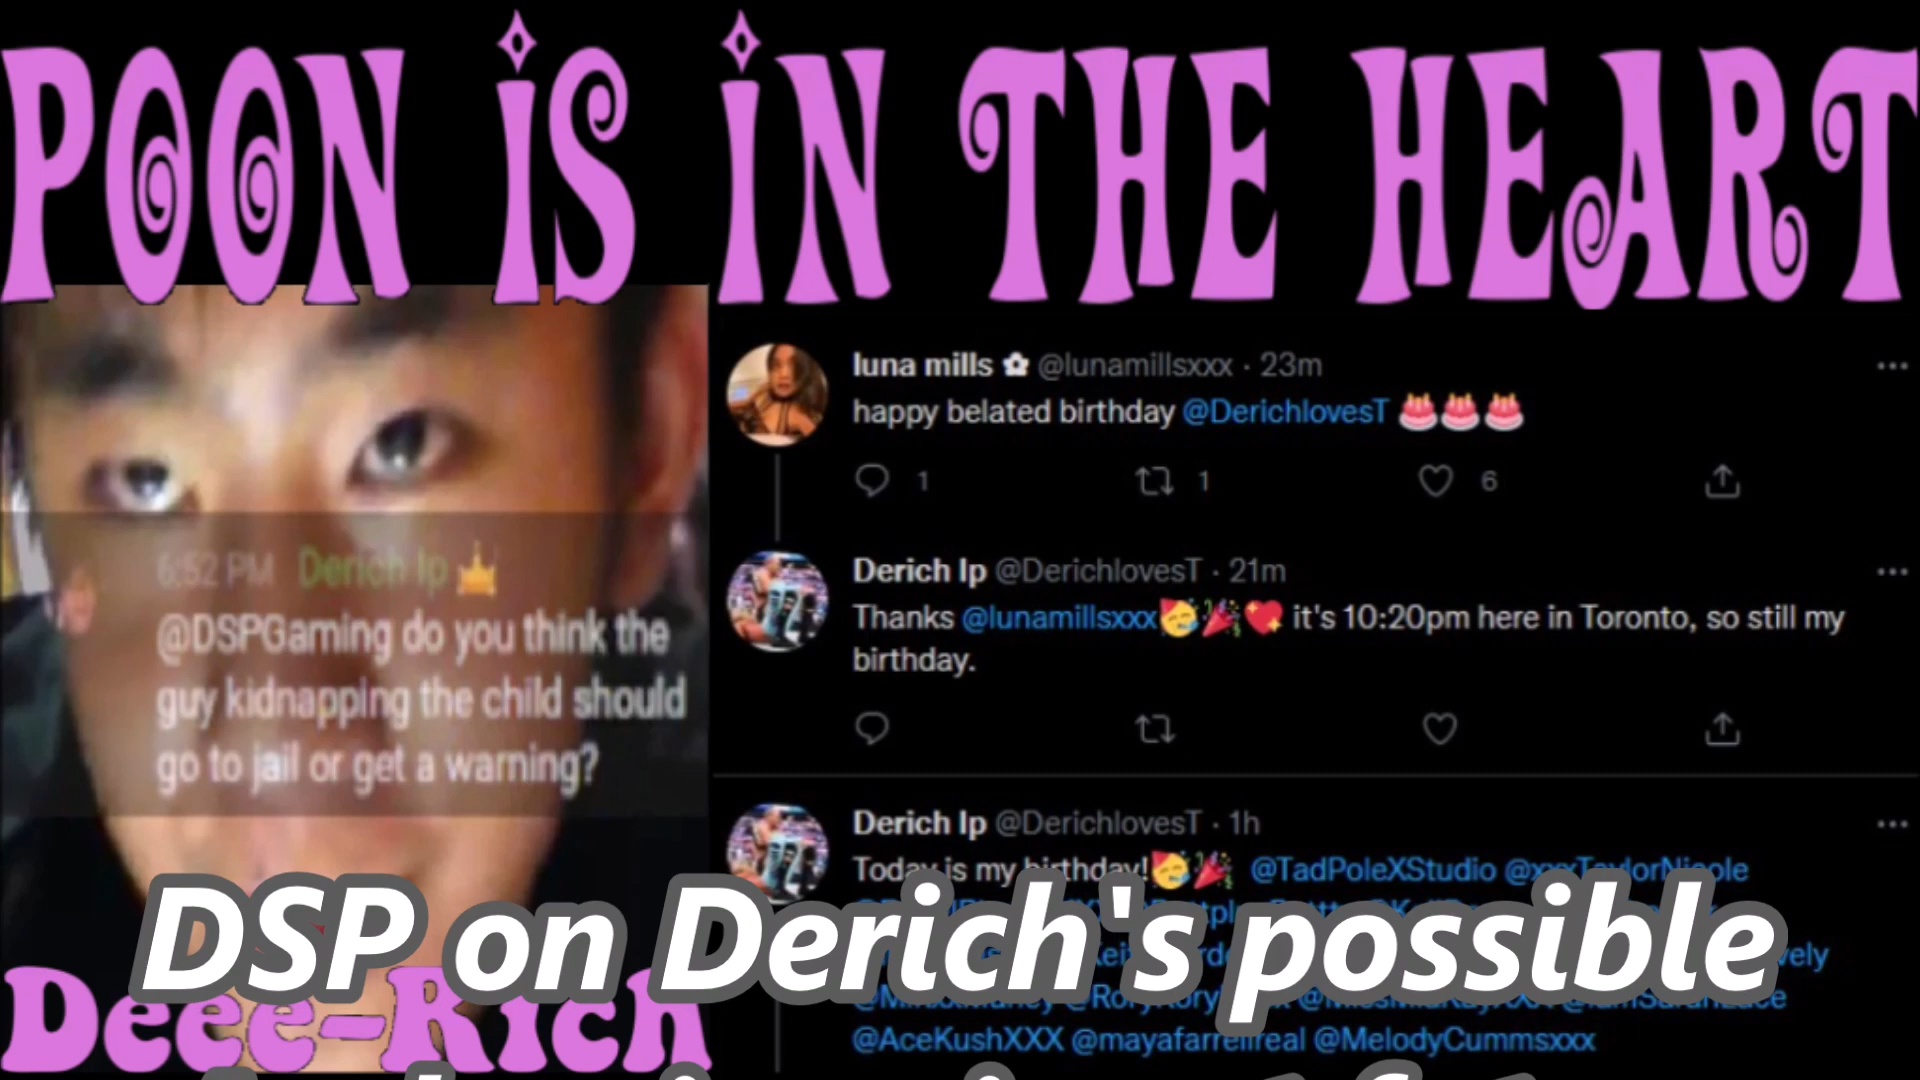 POON iS iN THE HEART
luna mills ✿ @lunamillsxxx · 23m
happy belated birthday @DerichlovesT 🎂🎂🎂
1 1 6
Derich Ip @DerichlovesT · 21m
Thanks @lunamillsxxx🥳🎉💖 it's 10:20pm here in Toronto, so still my
birthday.
6:52 PM Derich Ip
@DSPGaming do you think the
guy kidnapping the child should
go to jail or get a warning?
Derich Ip @DerichlovesT · 1h
Today is my birthday!🥳🎉 @TadPoleXStudio @xxxTaylorNicole
@AceKushXXX @mayafarrellreal @MelodyCummsxxx
DSP on Derich's possible
Deee-Rich